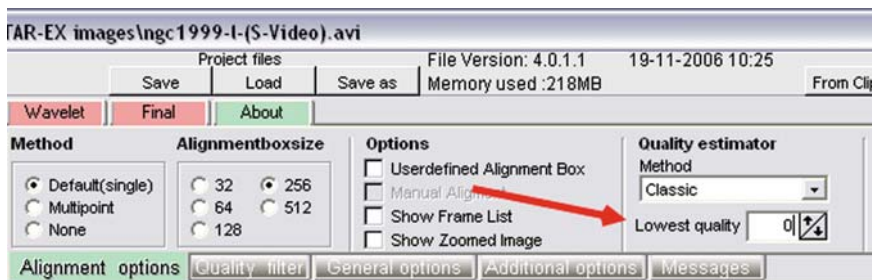 TAR-EX images\ngc1999-I-(S-Video).avi
Project files File Version: 4.0.1.1 19-11-2006 10:25
Save Load Save as Memory used :218MB From Cli
Wavelet Final About
Method Alignmentboxsize Options Quality estimator
Userdefined Alignment Box Method
Default(single) 32 256 Manual Classic
Multipoint 64 512 Show Frame List Lowest quality 0
None 128 Show Zoomed Image
Alignment options Quality filter General options Additional options Messages